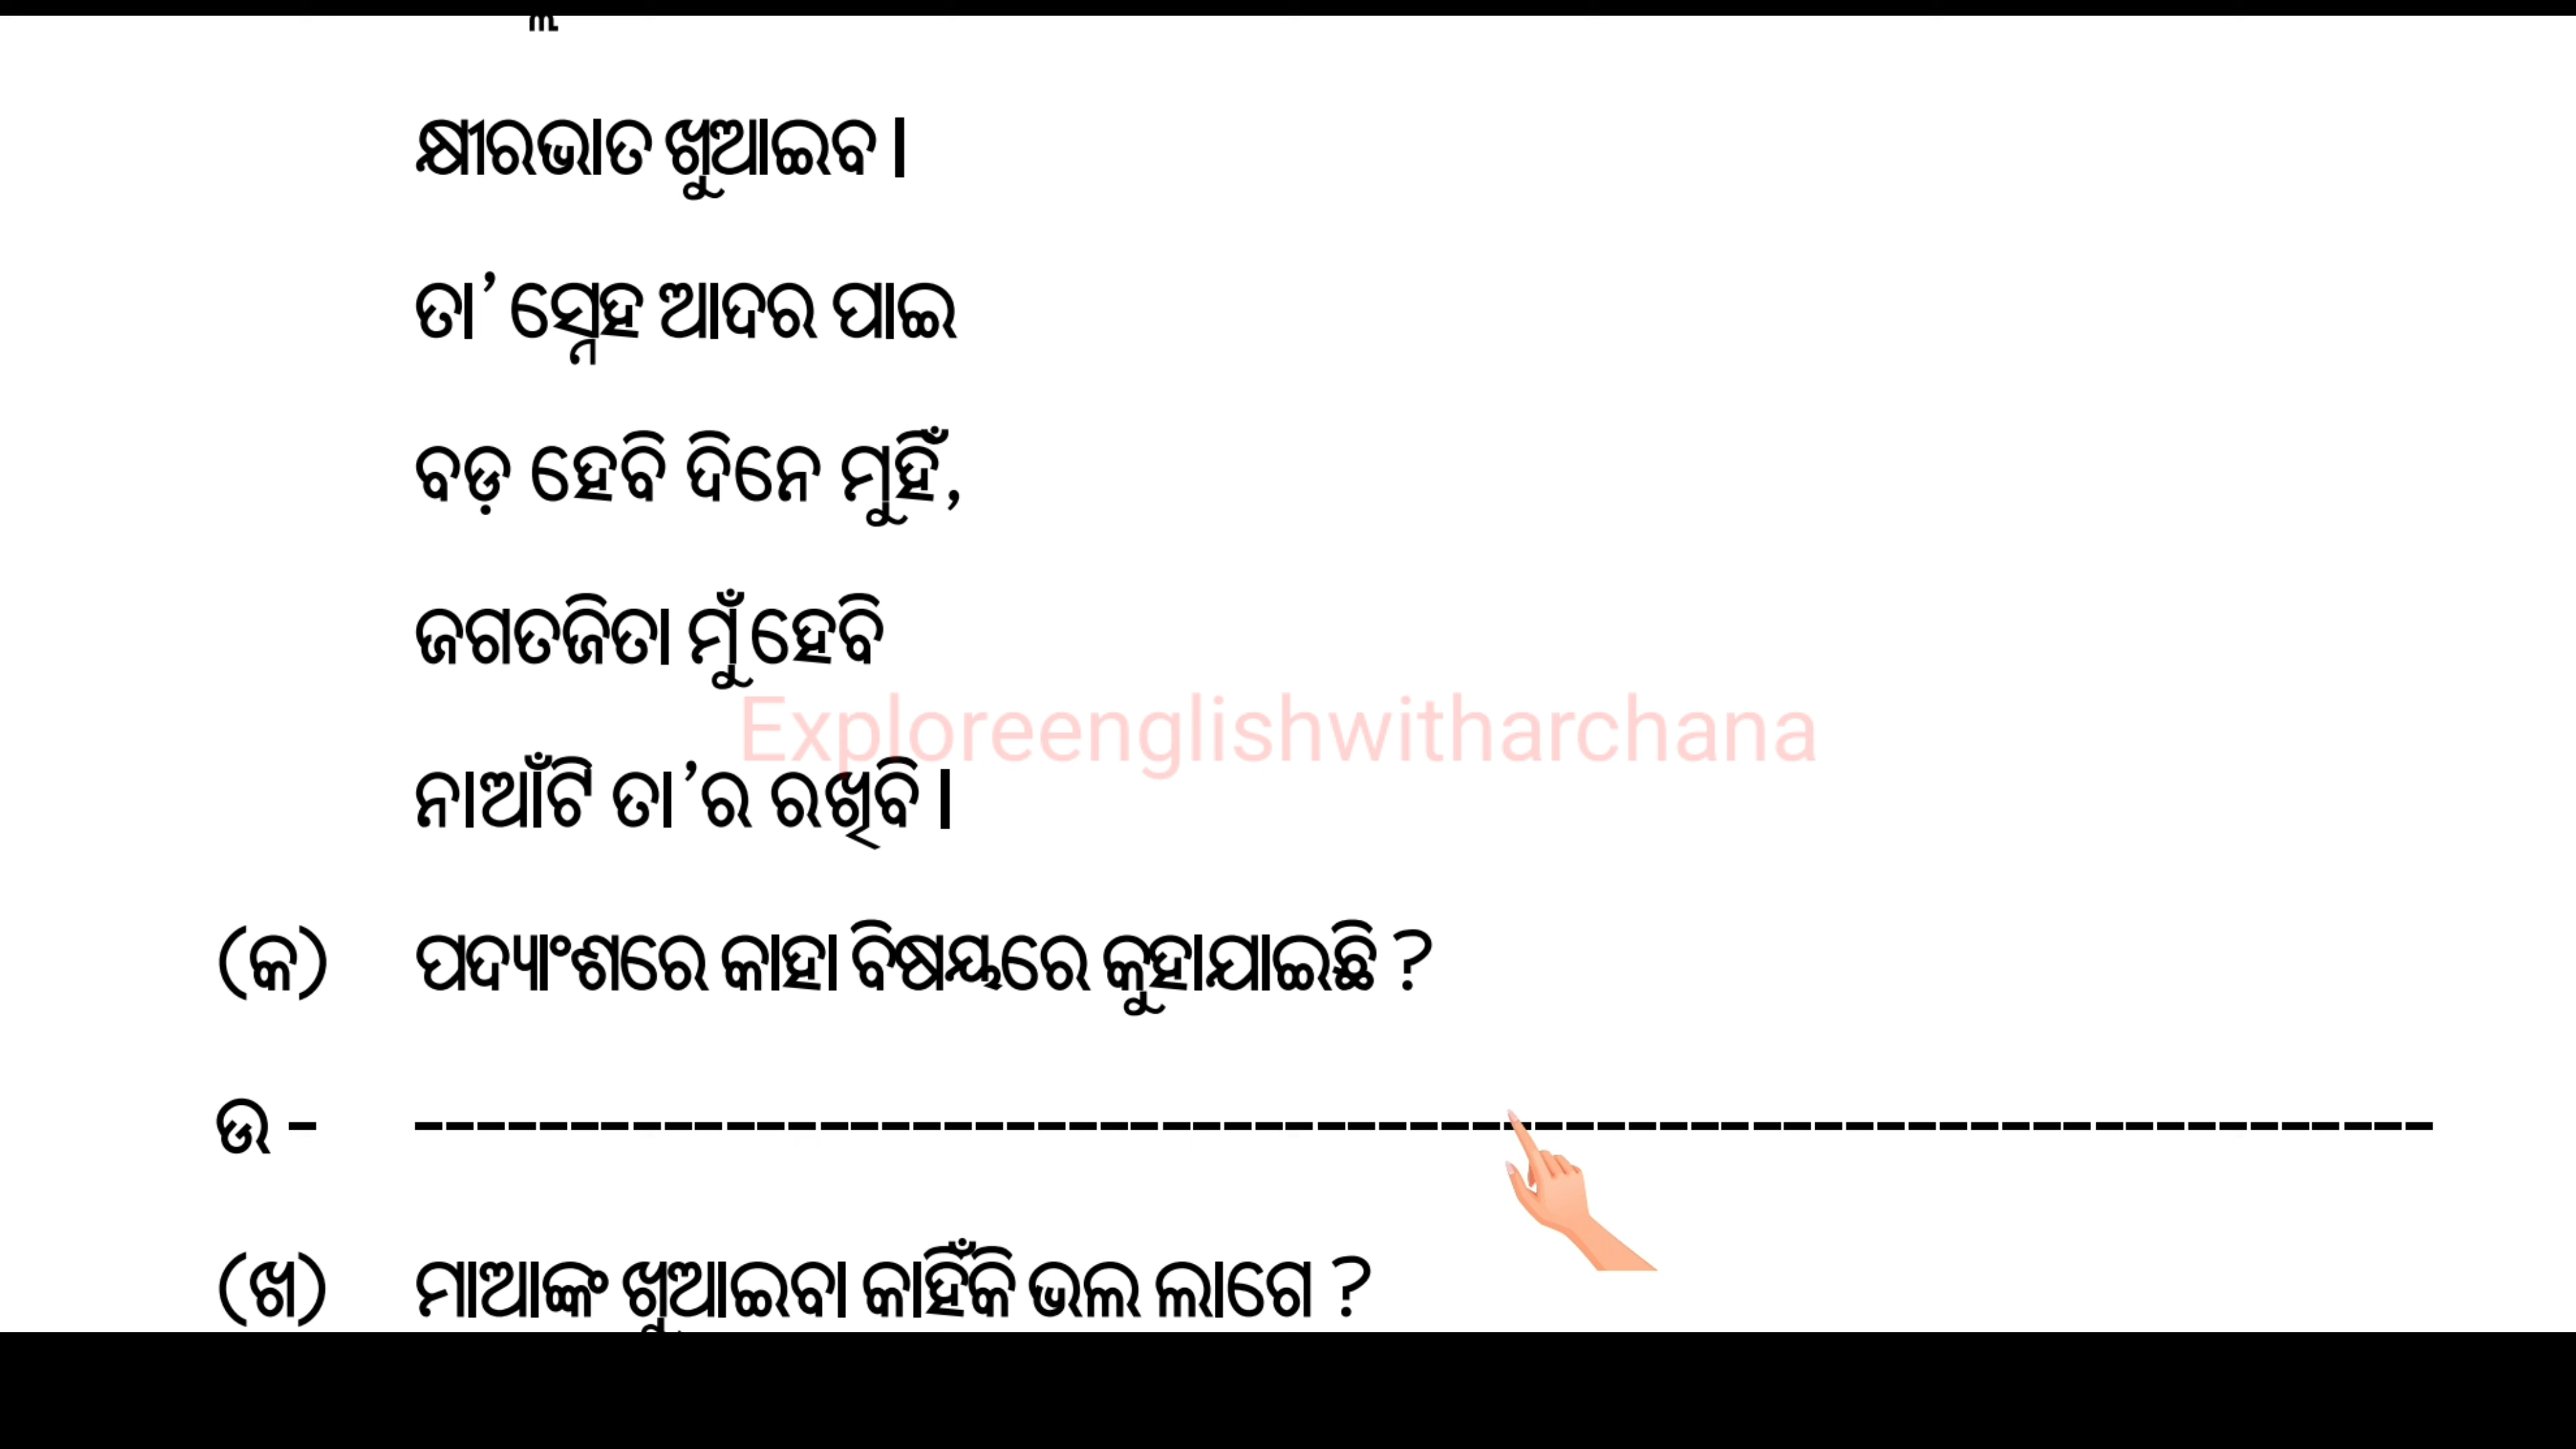 କ୍ଷୀରଭାତ ଖୁଆଇବ ।
ତା’ ସ୍ନେହ ଆଦର ପାଇ
ବଡ଼ ହେବି ଦିନେ ମୁହିଁ,
ଜଗତଜିତା ମୁଁ ହେବି
Exploreenglishwitharchana
ନାଆଁଟି ତା’ର ରଖିବି ।
(କ) ପଦ୍ୟାଂଶରେ କାହା ବିଷୟରେ କୁହାଯାଇଛି ?
ଉ - ------------------------------------------------------------------
(ଖ) ମାଆଙ୍କ ଖୁଆଇବା କାହିଁକି ଭଲ ଲାଗେ ?